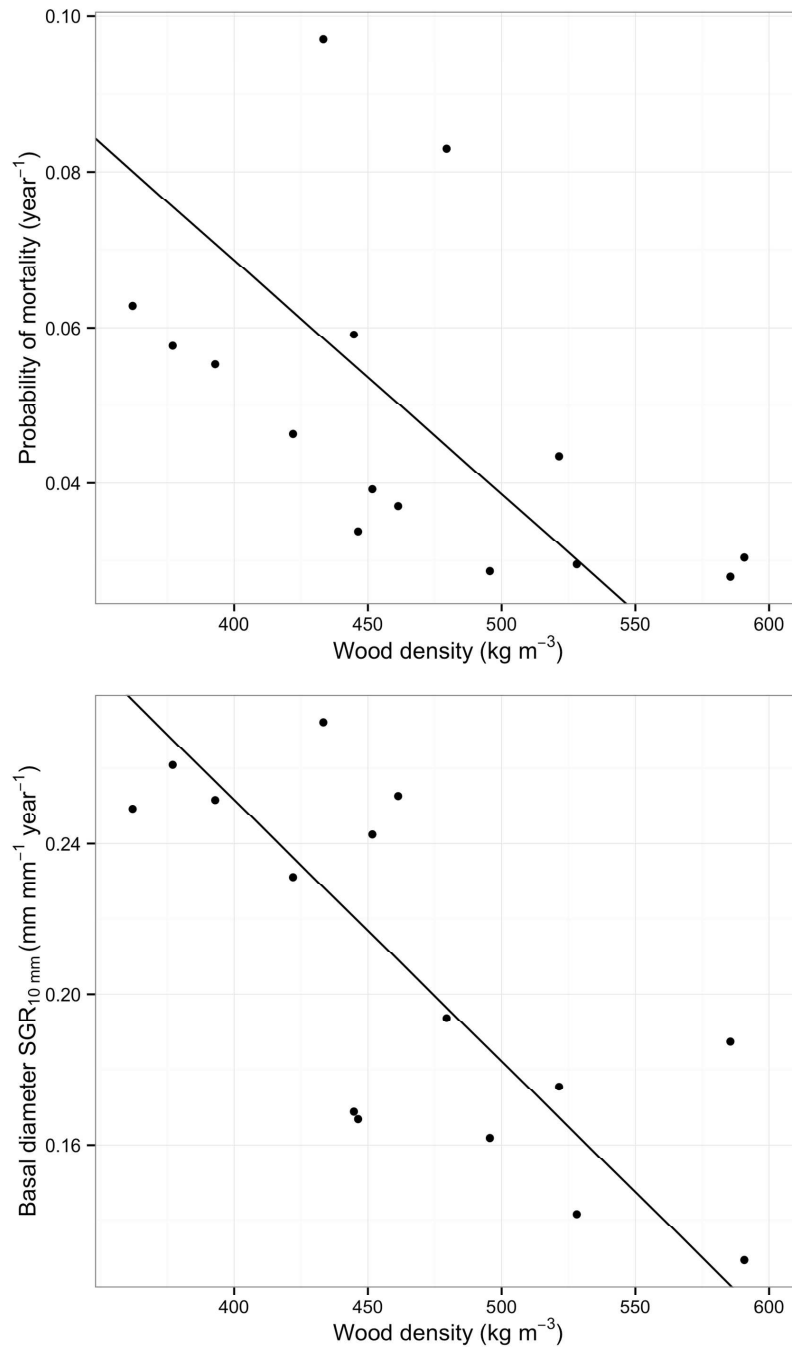 Probability of mortality (year⁻¹)
0.10
0.08
0.06
0.04
400 450 500 550 600
Wood density (kg m⁻³)
Basal diameter SGR₁₀ ₘₘ (mm mm⁻¹ year⁻¹)
0.24
0.20
0.16
400 450 500 550 600
Wood density (kg m⁻³)